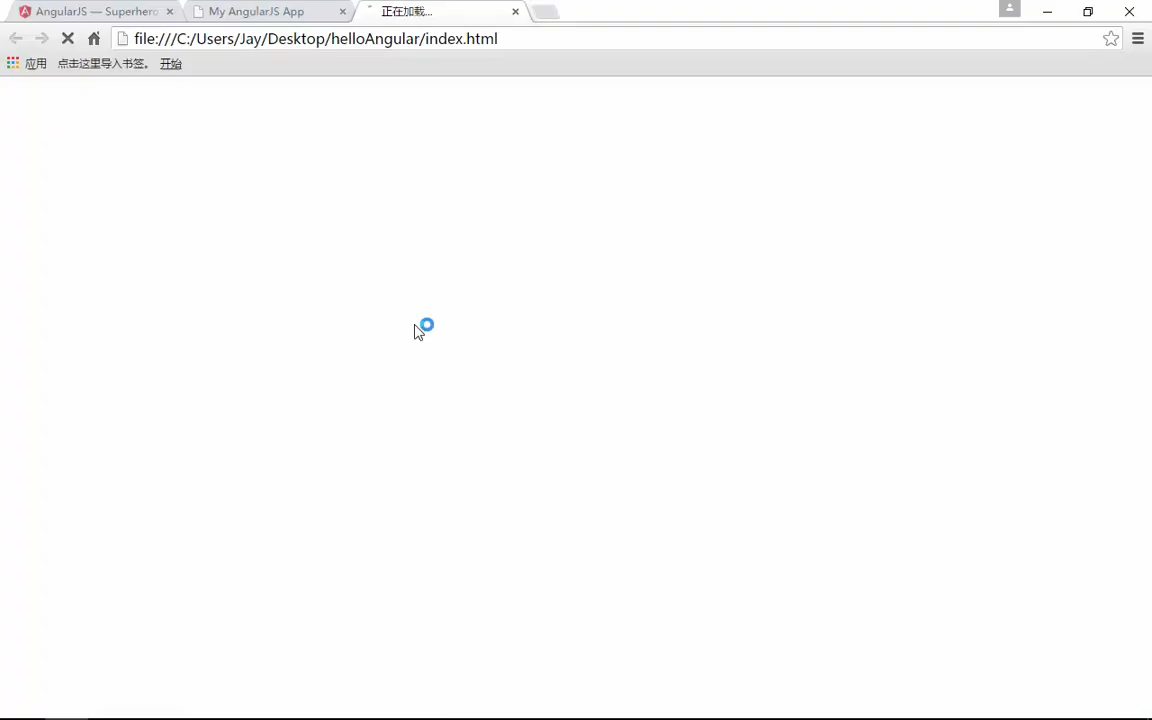 AngularJS — Superhero
My AngularJS App
正在加载...
file:///C:/Users/Jay/Desktop/helloAngular/index.html
应用 点击这里导入书签。 开始